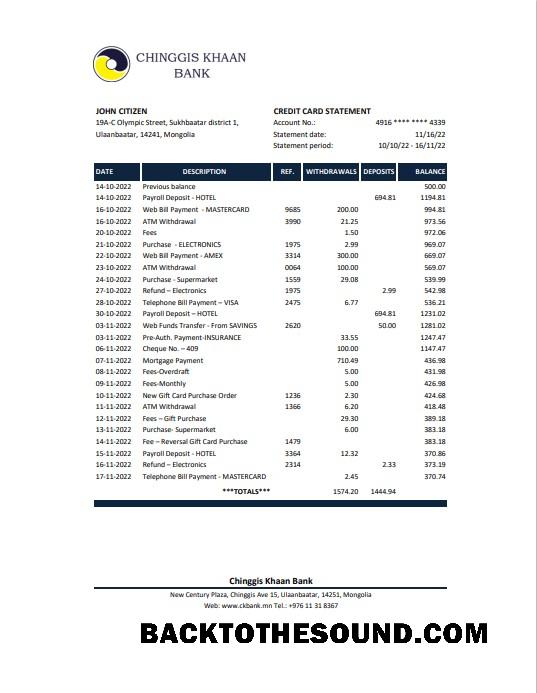 CHINGGIS KHAAN
BANK
JOHN CITIZEN
19A-C Olympic Street, Sukhbaatar district 1,
Ulaanbaatar, 14241, Mongolia
CREDIT CARD STATEMENT
Account No.: 4916 **** **** 4339
Statement date: 11/16/22
Statement period: 10/10/22 - 16/11/22
DATE DESCRIPTION REF. WITHDRAWALS DEPOSITS BALANCE
14-10-2022 Previous balance 500.00
14-10-2022 Payroll Deposit - HOTEL 694.81 1194.81
16-10-2022 Web Bill Payment - MASTERCARD 9685 200.00 994.81
16-10-2022 ATM Withdrawal 3990 21.25 973.56
20-10-2022 Fees 1.50 972.06
21-10-2022 Purchase - ELECTRONICS 1975 2.99 969.07
22-10-2022 Web Bill Payment - AMEX 3314 300.00 669.07
23-10-2022 ATM Withdrawal 0064 100.00 569.07
24-10-2022 Purchase - Supermarket 1559 29.08 539.99
27-10-2022 Refund – Electronics 1975 2.99 542.98
28-10-2022 Telephone Bill Payment – VISA 2475 6.77 536.21
30-10-2022 Payroll Deposit – HOTEL 694.81 1231.02
03-11-2022 Web Funds Transfer - From SAVINGS 2620 50.00 1281.02
03-11-2022 Pre-Auth. Payment-INSURANCE 33.55 1247.47
06-11-2022 Cheque No. – 409 100.00 1147.47
07-11-2022 Mortgage Payment 710.49 436.98
08-11-2022 Fees-Overdraft 5.00 431.98
09-11-2022 Fees-Monthly 5.00 426.98
10-11-2022 New Gift Card Purchase Order 1236 2.30 424.68
11-11-2022 ATM Withdrawal 1366 6.20 418.48
12-11-2022 Fees – Gift Purchase 29.30 389.18
13-11-2022 Purchase- Supermarket 6.00 383.18
14-11-2022 Fee – Reversal Gift Card Purchase 1479 383.18
15-11-2022 Payroll Deposit - HOTEL 3364 12.32 370.86
16-11-2022 Refund – Electronics 2314 2.33 373.19
17-11-2022 Telephone Bill Payment - MASTERCARD 2.45 370.74
***TOTALS*** 1574.20 1444.94
Chinggis Khaan Bank
New Century Plaza, Chinggis Ave 15, Ulaanbaatar, 14251, Mongolia
Web: www.ckbank.mn Tel.: +976 11 31 8367
BACKTOTHESOUND.COM